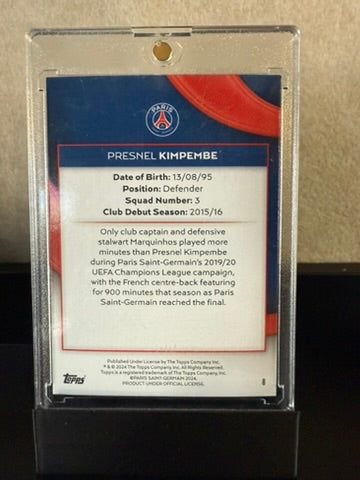 PARIS
PRESNEL KIMPEMBE
Date of Birth: 13/08/95
Position: Defender
Squad Number: 3
Club Debut Season: 2015/16
Only club captain and defensive
stalwart Marquinhos played more
minutes than Presnel Kimpembe
during Paris Saint-Germain's 2019/20
UEFA Champions League campaign,
with the French centre-back featuring
for 900 minutes that season as Paris
Saint-Germain reached the final.
Published Under License by The Topps Company Inc.
® & © 2024 The Topps Company Inc. All Rights Reserved.
Topps is a registered trademark of The Topps Company Inc.
©PARIS SAINT GERMAIN 2024.
PRODUCT UNDER OFFICIAL LICENSE.
Topps
8